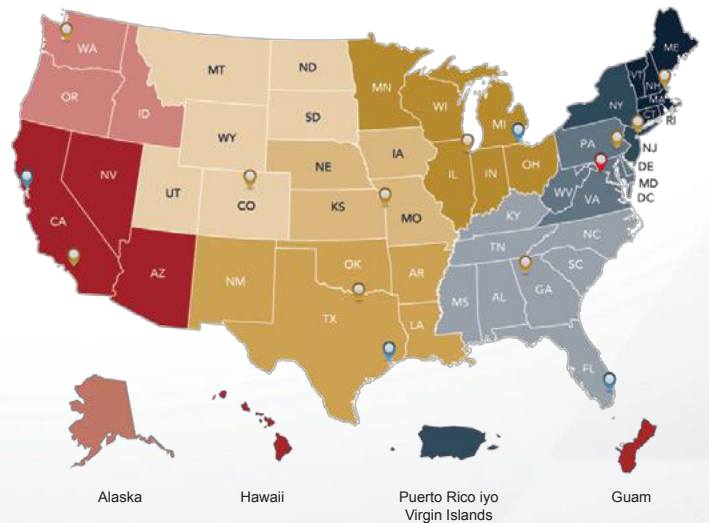 WA
MT
ND
MN
ME
VT
NH
OR
ID
WI
MI
NY
MA
CT
RI
SD
WY
IA
PA
NJ
NE
OH
DE
NV
IL
IN
MD
UT
CO
KS
MO
WV
VA
DC
CA
KY
NC
TN
AZ
NM
OK
AR
SC
MS
AL
GA
TX
LA
FL
Alaska
Hawaii
Puerto Rico iyo
Virgin Islands
Guam